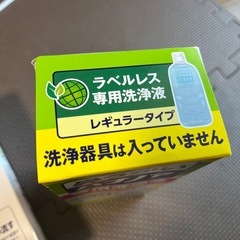 ラベルレス
専用洗浄液
レギュラータイプ
洗浄器具は入っていません